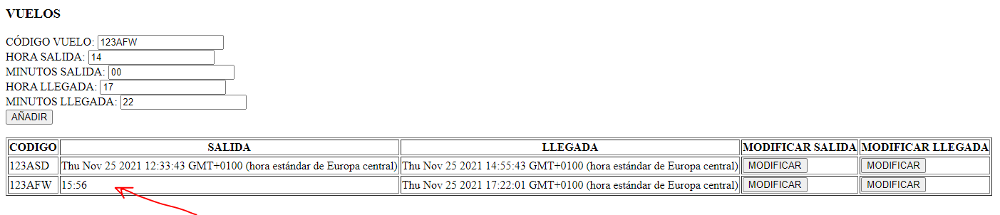 VUELOS
CÓDIGO VUELO: 123AFW
HORA SALIDA: 14
MINUTOS SALIDA: 00
HORA LLEGADA: 17
MINUTOS LLEGADA: 22
AÑADIR
CODIGO SALIDA LLEGADA MODIFICAR SALIDA MODIFICAR LLEGADA
123ASD Thu Nov 25 2021 12:33:43 GMT+0100 (hora estándar de Europa central) Thu Nov 25 2021 14:55:43 GMT+0100 (hora estándar de Europa central) MODIFICAR MODIFICAR
123AFW 15:56 Thu Nov 25 2021 17:22:01 GMT+0100 (hora estándar de Europa central) MODIFICAR MODIFICAR